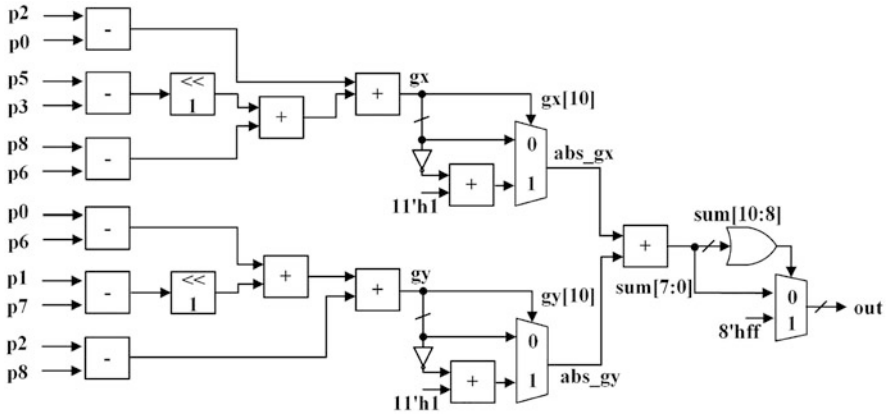 p2
p0
-
p5
p3
-
<<
1
+
+
gx
gx[10]
p8
p6
-
0
1
abs_gx
11'h1
+
p0
p6
-
p1
p7
-
<<
1
+
+
gy
gy[10]
p2
p8
-
0
1
abs_gy
11'h1
+
+
sum[10:8]
sum[7:0]
0
1
8'hff
out